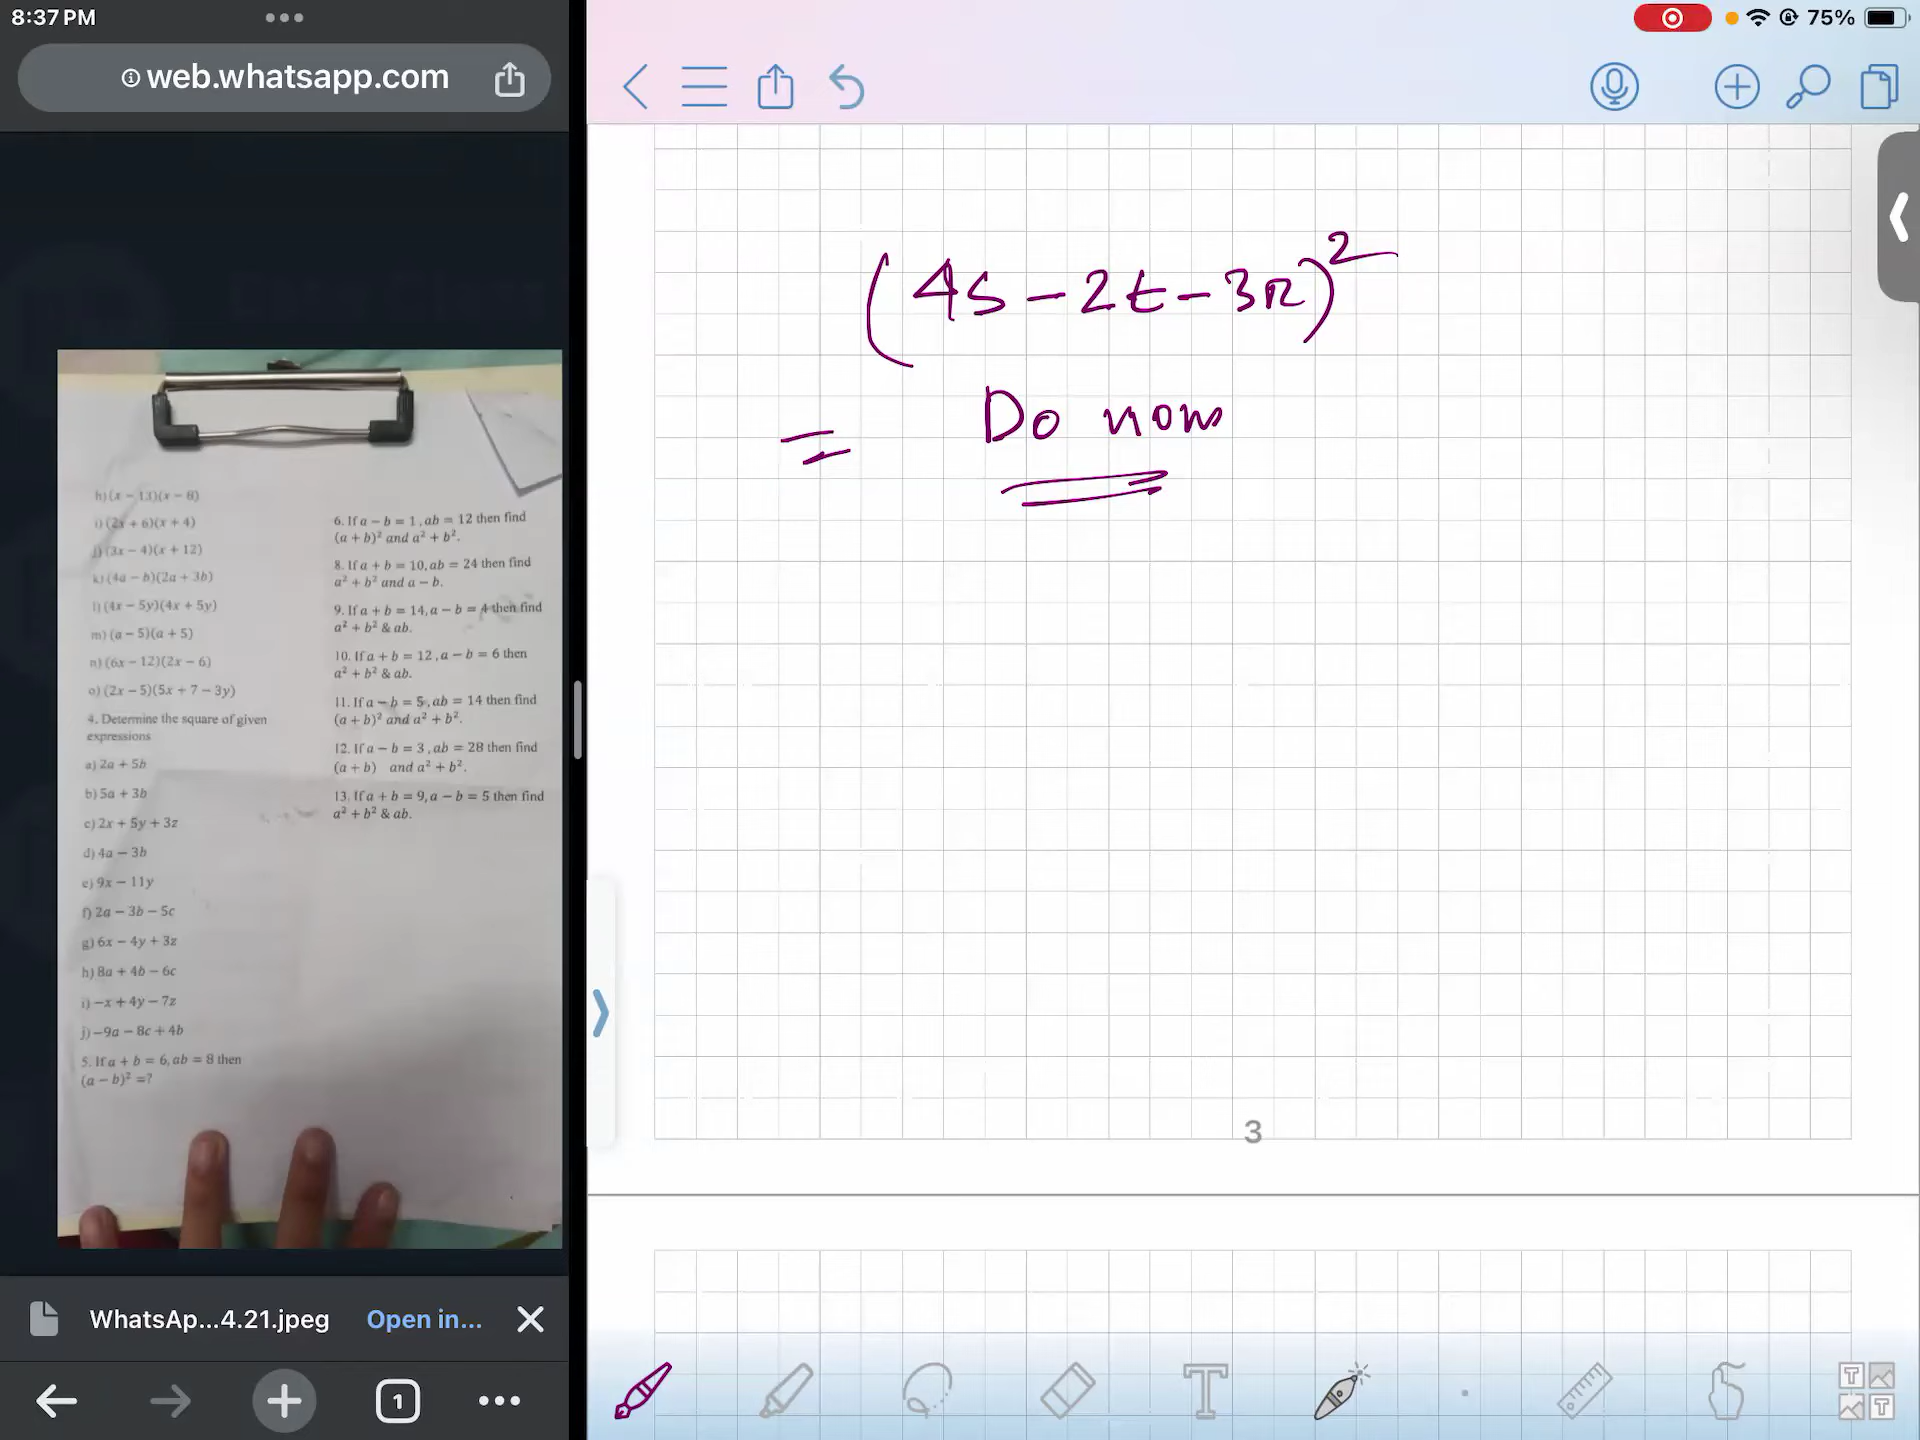 8:37 PM
75%
web.whatsapp.com
h) (x − 13)(x − 8)
i) (2x + 6)(x + 4)
j) (3x − 4)(x + 12)
k) (4a − b)(2a + 3b)
l) (4x − 5y)(4x + 5y)
m) (a − 5)(a + 5)
n) (6x − 12)(2x − 6)
o) (2x − 5)(5x + 7 − 3y)
4. Determine the square of given
expressions
a) 2a + 5b
b) 5a + 3b
c) 2x + 5y + 3z
d) 4a − 3b
e) 9x − 11y
f) 2a − 3b − 5c
g) 6x − 4y + 3z
h) 8a + 4b − 6c
i) −x + 4y − 7z
j) −9a − 8c + 4b
5. If a + b = 6, ab = 8 then
(a − b)² =?
6. If a − b = 1, ab = 12 then find
(a + b)² and a² + b².
8. If a + b = 10, ab = 24 then find
a² + b² and a − b.
9. If a + b = 14, a − b = 4 then find
a² + b² & ab.
10. If a + b = 12, a − b = 6 then
a² + b² & ab.
11. If a − b = 5, ab = 14 then find
(a + b)² and a² + b².
12. If a − b = 3, ab = 28 then find
(a + b) and a² + b².
13. If a + b = 9, a − b = 5 then find
a² + b² & ab.
WhatsAp...4.21.jpeg Open in...
1
(4s − 2t − 3r)²
= Do now
3
T